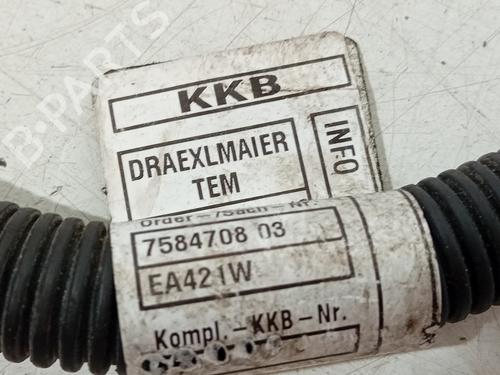 KKB
DRAEXLMAIER
TEM
INFO
Order-/Sach-Nr.
7584708 03
EA421W
Kompl.-KKB-Nr.
B-PARTS